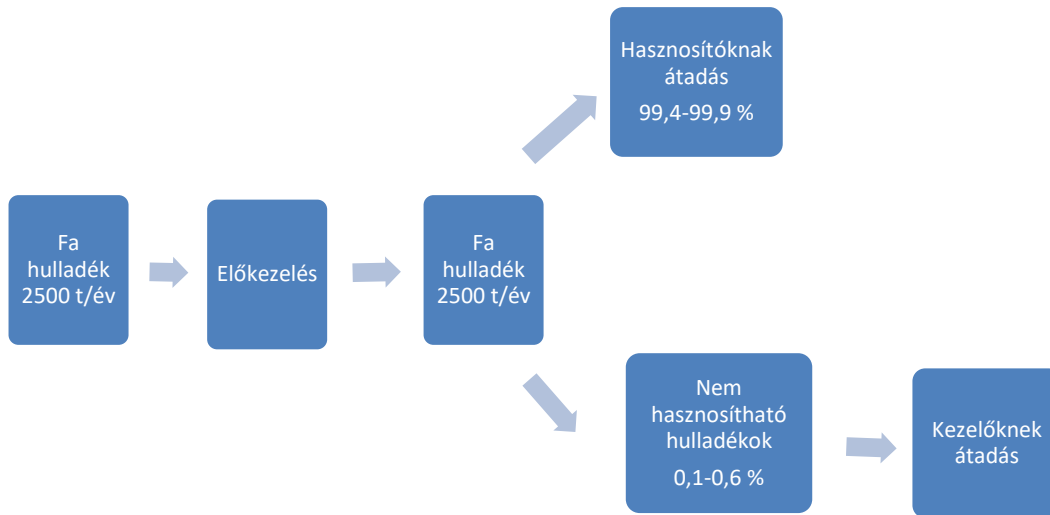 Hasznosítóknak
átadás
99,4-99,9 %
Fa
hulladék
2500 t/év
Előkezelés
Fa
hulladék
2500 t/év
Nem
hasznosítható
hulladékok
0,1-0,6 %
Kezelőknek
átadás